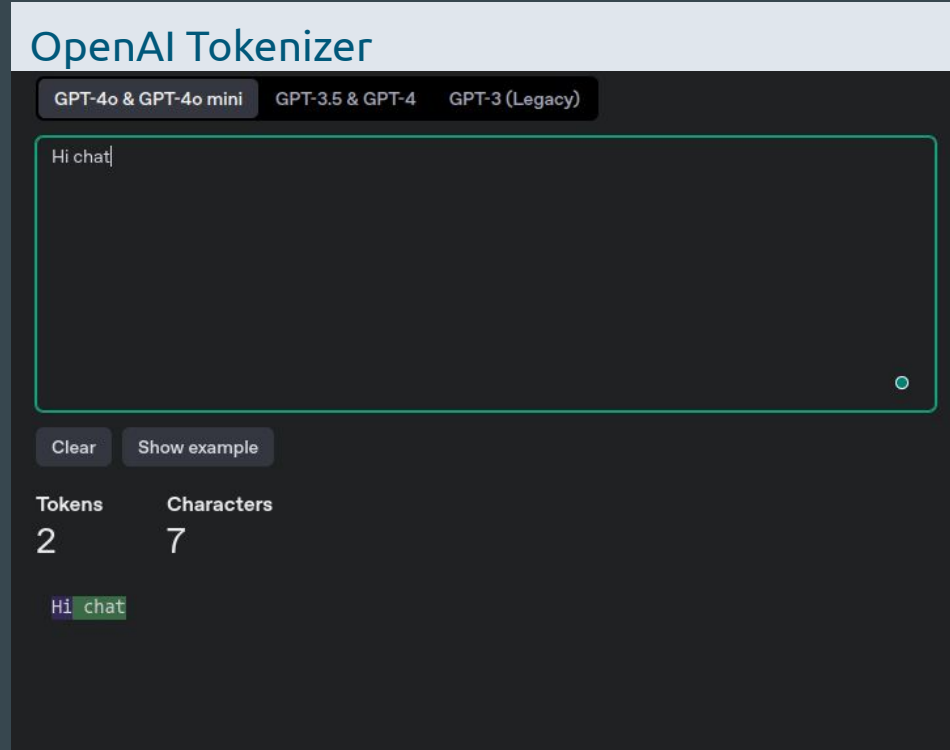 OpenAI Tokenizer
GPT-4o & GPT-4o mini GPT-3.5 & GPT-4 GPT-3 (Legacy)
Hi chat
Clear Show example
Tokens Characters
2 7
Hi chat